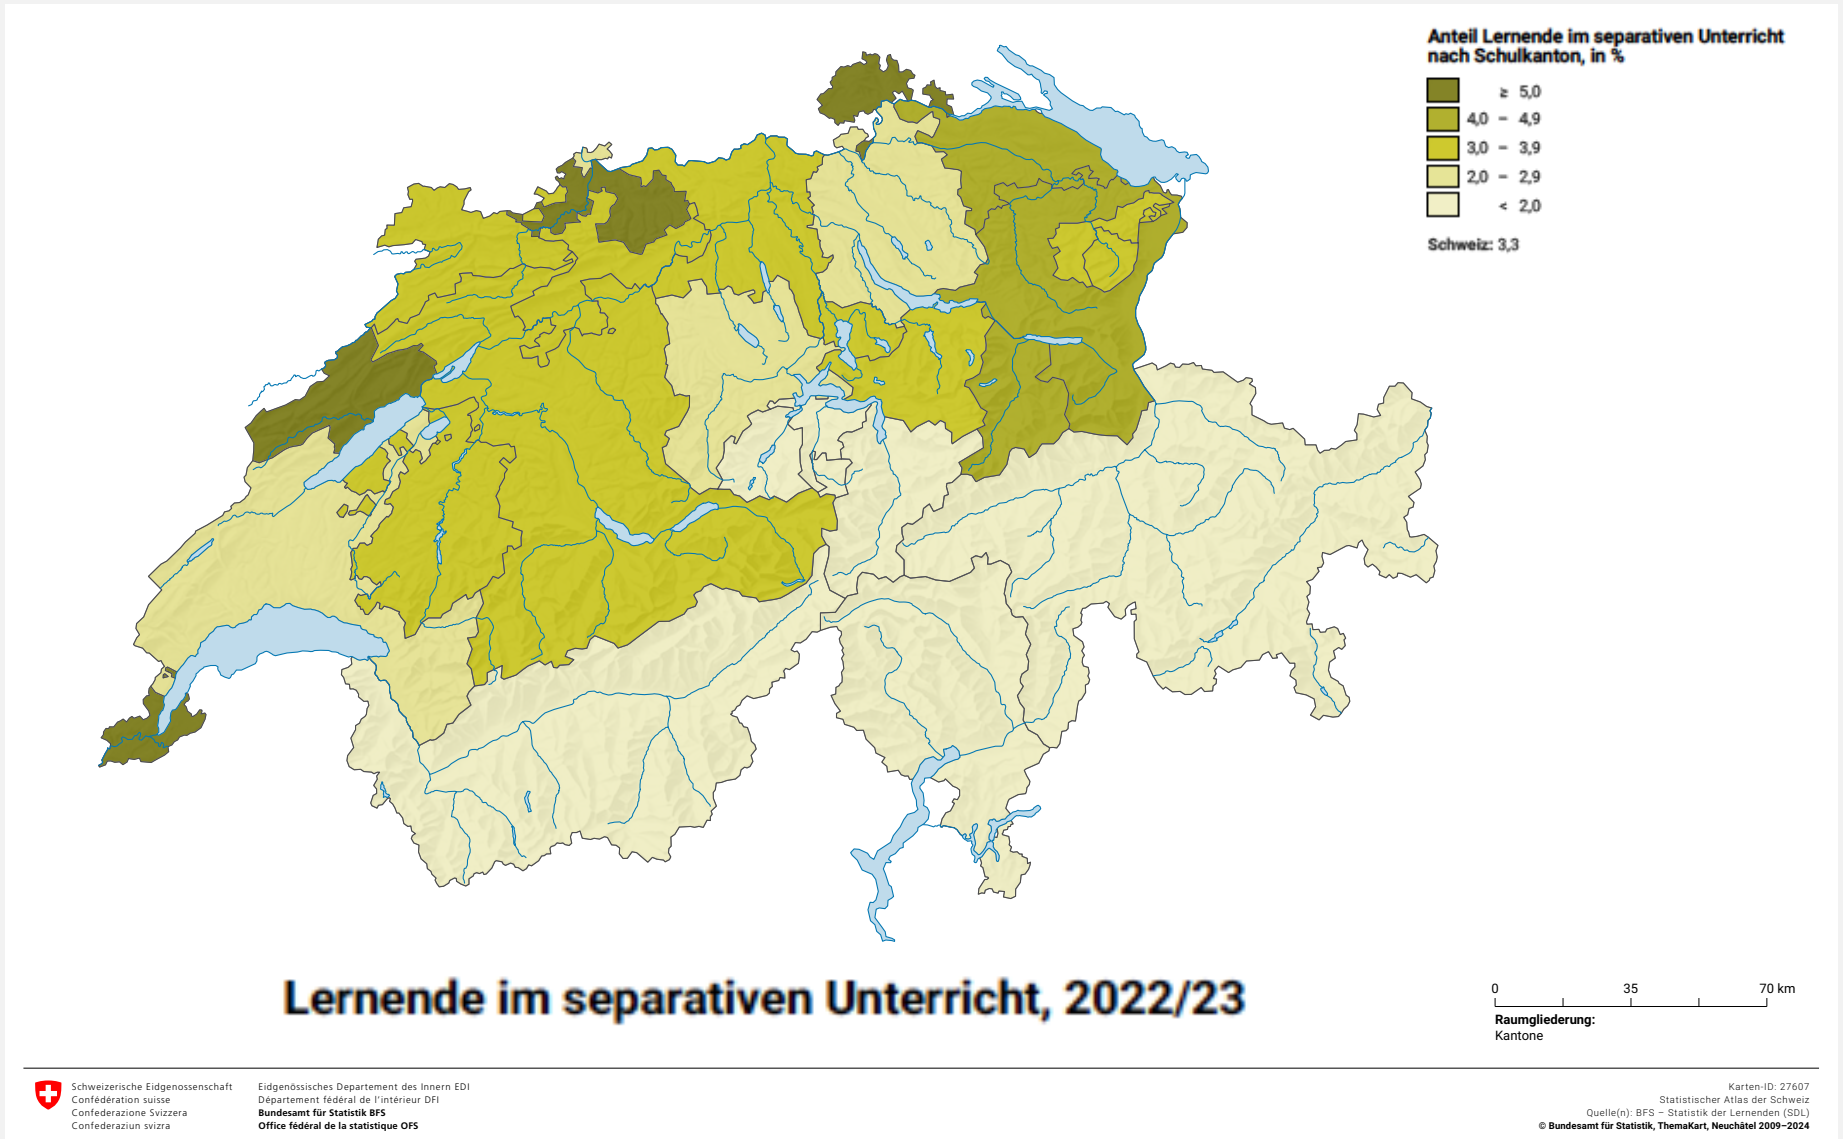 Anteil Lernende im separativen Unterricht
nach Schulkanton, in %
≥ 5,0
4,0 – 4,9
3,0 – 3,9
2,0 – 2,9
< 2,0
Schweiz: 3,3
Lernende im separativen Unterricht, 2022/23
0 35 70 km
Raumgliederung:
Kantone
Schweizerische Eidgenossenschaft
Confédération suisse
Confederazione Svizzera
Confederaziun svizra
Eidgenössisches Departement des Innern EDI
Département fédéral de l'intérieur DFI
Bundesamt für Statistik BFS
Office fédéral de la statistique OFS
Karten-ID: 27607
Statistischer Atlas der Schweiz
Quelle(n): BFS – Statistik der Lernenden (SDL)
© Bundesamt für Statistik, ThemaKart, Neuchâtel 2009–2024